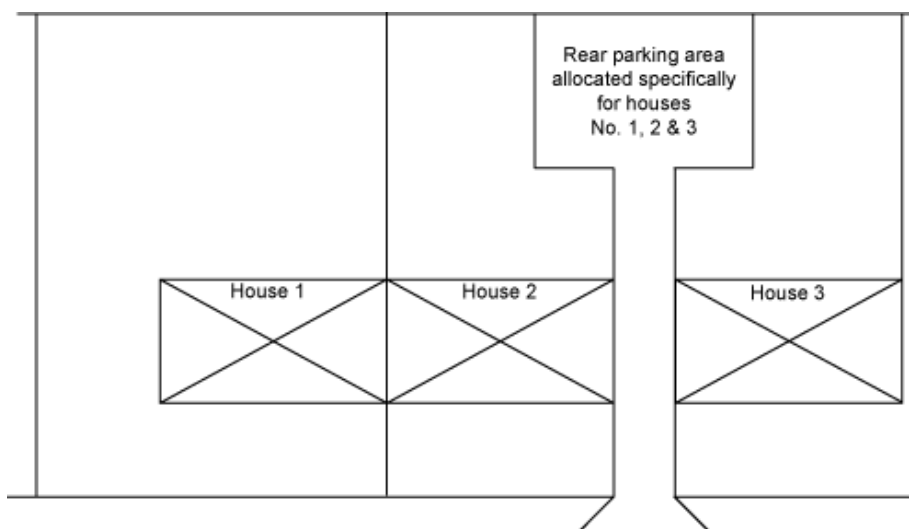 Rear parking area
allocated specifically
for houses
No. 1, 2 & 3
House 1
House 2
House 3